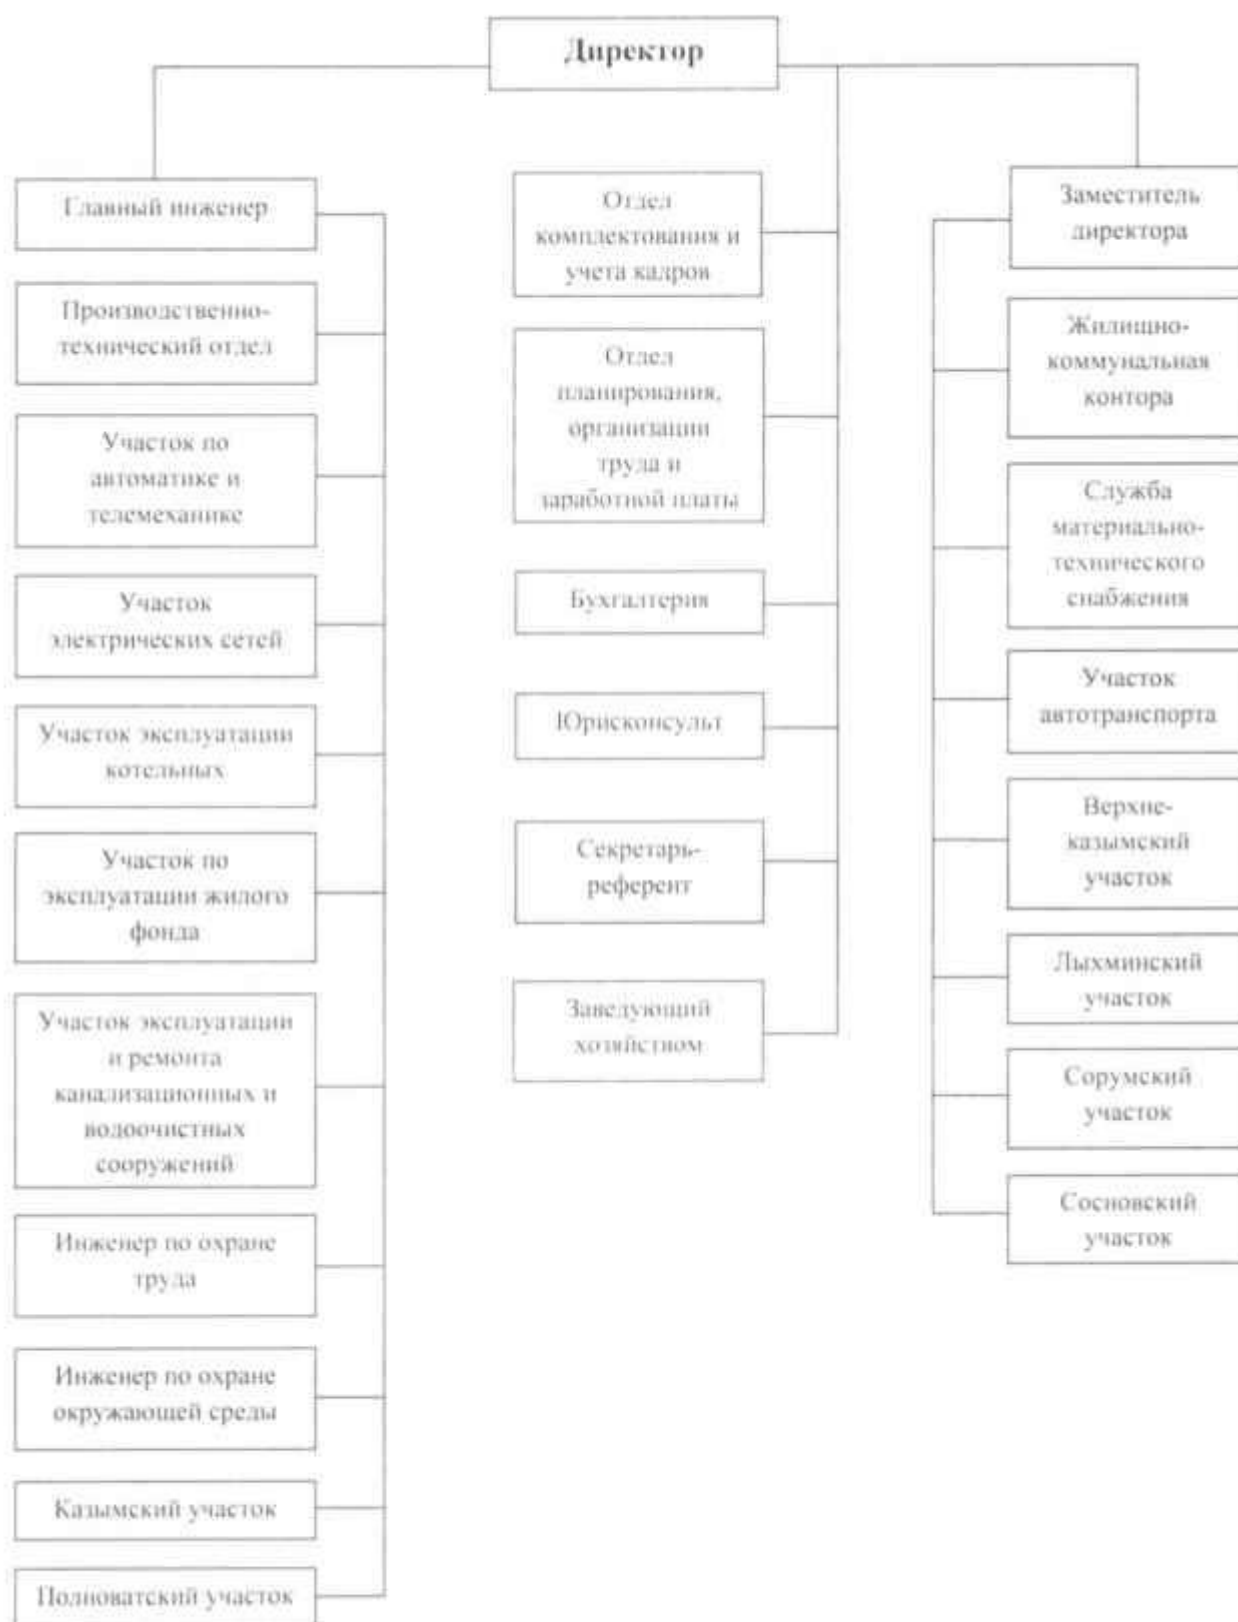 Директор
Главный инженер
Производственно-
технический отдел
Участок по
автоматике и
телемеханике
Участок
электрических сетей
Участок эксплуатации
котельных
Участок по
эксплуатации жилого
фонда
Участок эксплуатации
и ремонта
канализационных и
водоочистных
сооружений
Инженер по охране
труда
Инженер по охране
окружающей среды
Казымский участок
Полноватский участок
Отдел
комплектования и
учета кадров
Отдел
планирования,
организации
труда и
заработной платы
Бухгалтерия
Юрисконсульт
Секретарь-
референт
Заведующий
хозяйством
Заместитель
директора
Жилищно-
коммунальная
контора
Служба
материально-
технического
снабжения
Участок
автотранспорта
Верхне-
казымский
участок
Лыхминский
участок
Сорумский
участок
Сосновский
участок